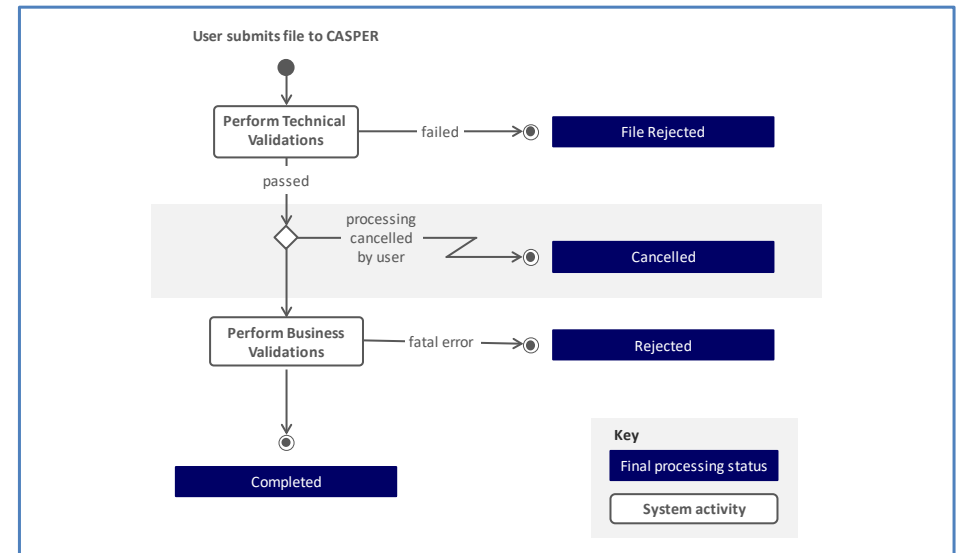 User submits file to CASPER
Perform Technical
Validations
failed
File Rejected
passed
processing
cancelled
by user
Cancelled
Perform Business
Validations
fatal error
Rejected
Completed
Key
Final processing status
System activity